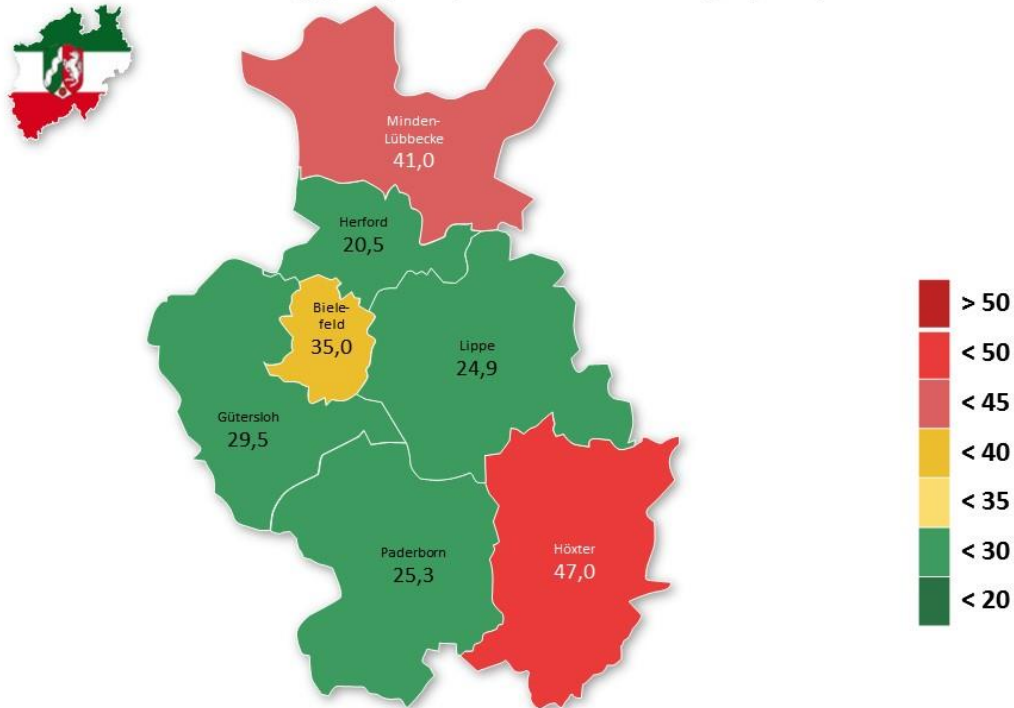 Minden-
Lübbecke
41,0
Herford
20,5
Biele-
feld
35,0
Lippe
24,9
Gütersloh
29,5
Paderborn
25,3
Höxter
47,0
> 50
< 50
< 45
< 40
< 35
< 30
< 20